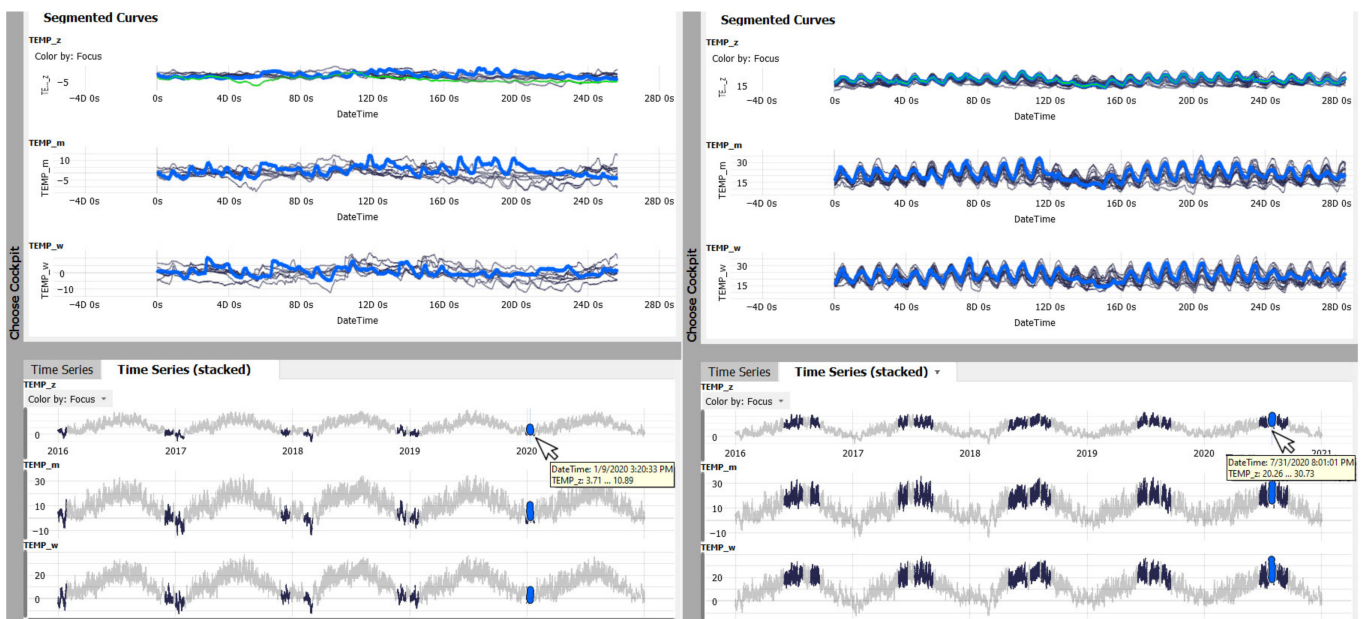 Segmented Curves
TEMP_z
Color by: Focus
TE..._z
−5
−4D 0s 0s 4D 0s 8D 0s 12D 0s 16D 0s 20D 0s 24D 0s 28D 0s
DateTime
TEMP_m
TEMP_m
10
−5
−4D 0s 0s 4D 0s 8D 0s 12D 0s 16D 0s 20D 0s 24D 0s 28D 0s
DateTime
TEMP_w
TEMP_w
0
−10
−4D 0s 0s 4D 0s 8D 0s 12D 0s 16D 0s 20D 0s 24D 0s 28D 0s
DateTime
Choose Cockpit
Time Series Time Series (stacked)
TEMP_z
Color by: Focus
0
2016 2017 2018 2019 2020
DateTime: 1/9/2020 3:20:33 PM
TEMP_z: 3.71 ... 10.89
TEMP_m
30
10
−10
TEMP_w
20
0
Segmented Curves
TEMP_z
Color by: Focus
TE..._z
15
−4D 0s 0s 4D 0s 8D 0s 12D 0s 16D 0s 20D 0s 24D 0s 28D 0s
DateTime
TEMP_m
TEMP_m
30
15
−4D 0s 0s 4D 0s 8D 0s 12D 0s 16D 0s 20D 0s 24D 0s 28D 0s
DateTime
TEMP_w
TEMP_w
30
15
−4D 0s 0s 4D 0s 8D 0s 12D 0s 16D 0s 20D 0s 24D 0s 28D 0s
DateTime
Choose Cockpit
Time Series Time Series (stacked)
TEMP_z
Color by: Focus
0
2016 2017 2018 2019 2020 2021
DateTime: 7/31/2020 8:01:01 PM
TEMP_z: 20.26 ... 30.73
TEMP_m
30
10
−10
TEMP_w
20
0